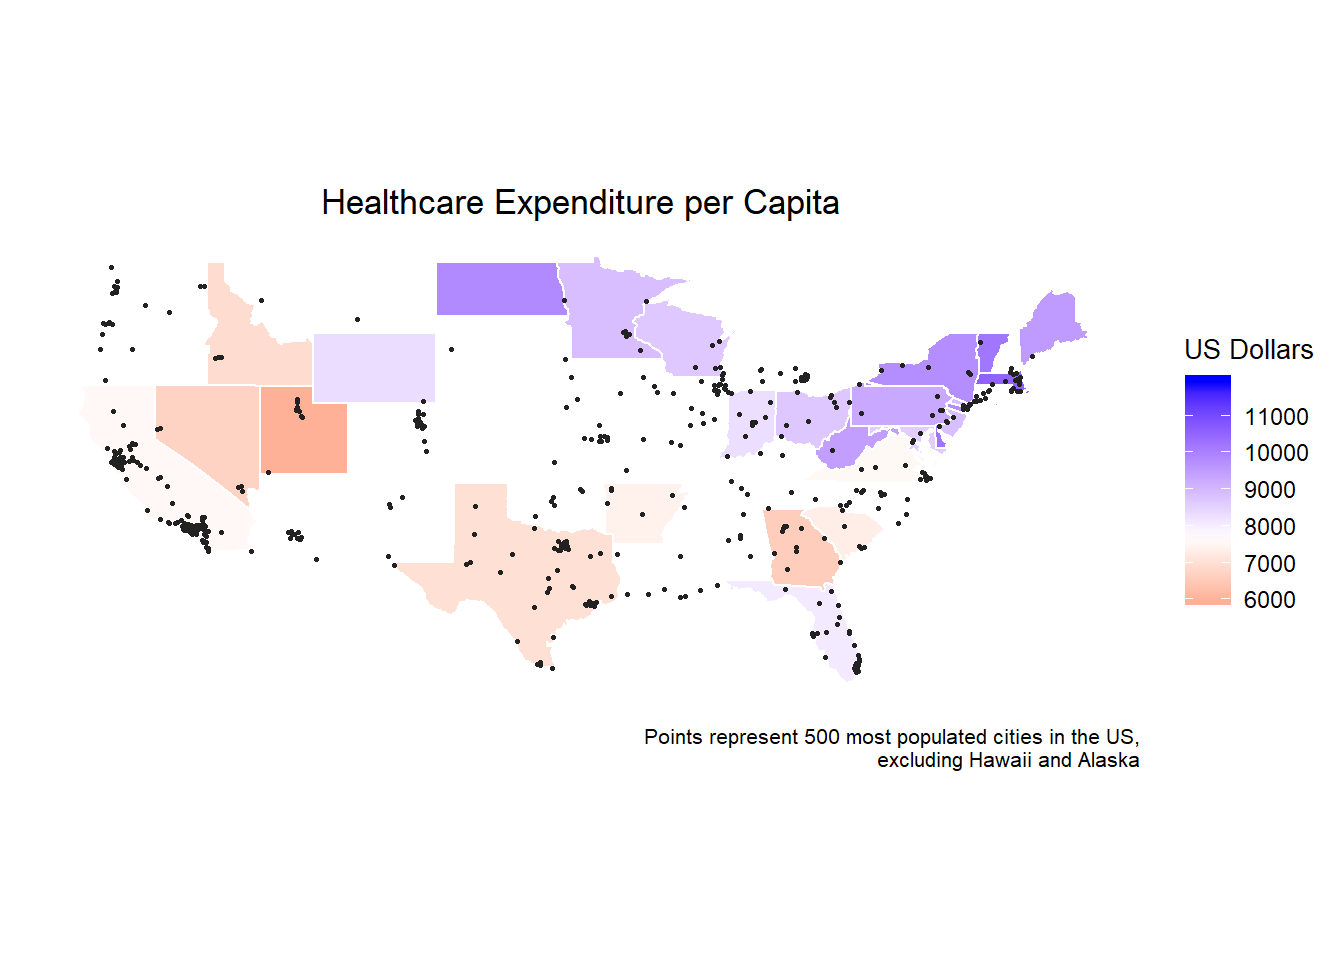 Healthcare Expenditure per Capita
US Dollars
11000
10000
9000
8000
7000
6000
Points represent 500 most populated cities in the US,
excluding Hawaii and Alaska